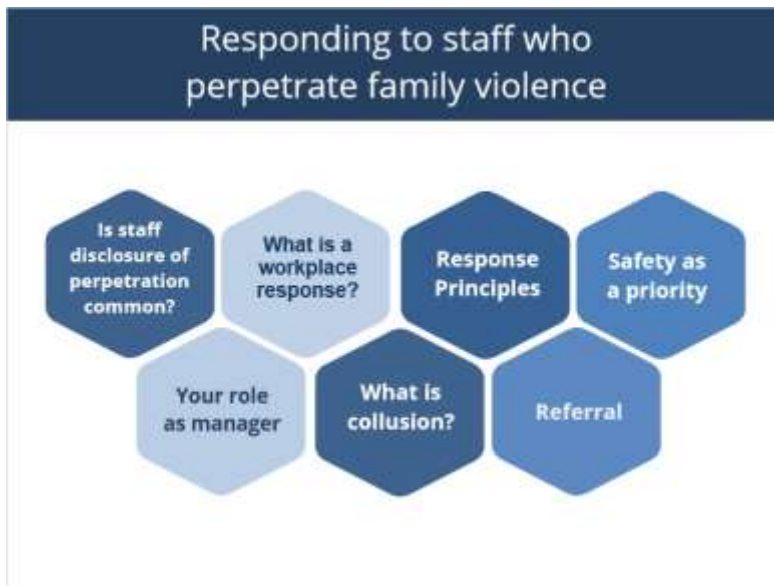 Responding to staff who
perpetrate family violence
Is staff
disclosure of
perpetration
common?
What is a
workplace
response?
Response
Principles
Safety as
a priority
Your role
as manager
What is
collusion?
Referral